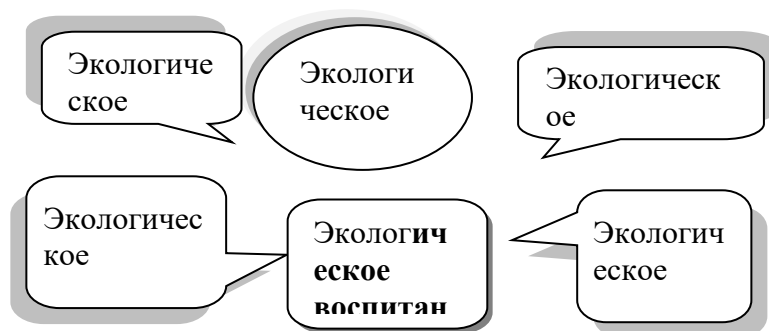 Экологиче
ское
Экологи
ческое
Экологическ
ое
Экологичес
кое
Экологич
еское
воспитан
Экологич
еское